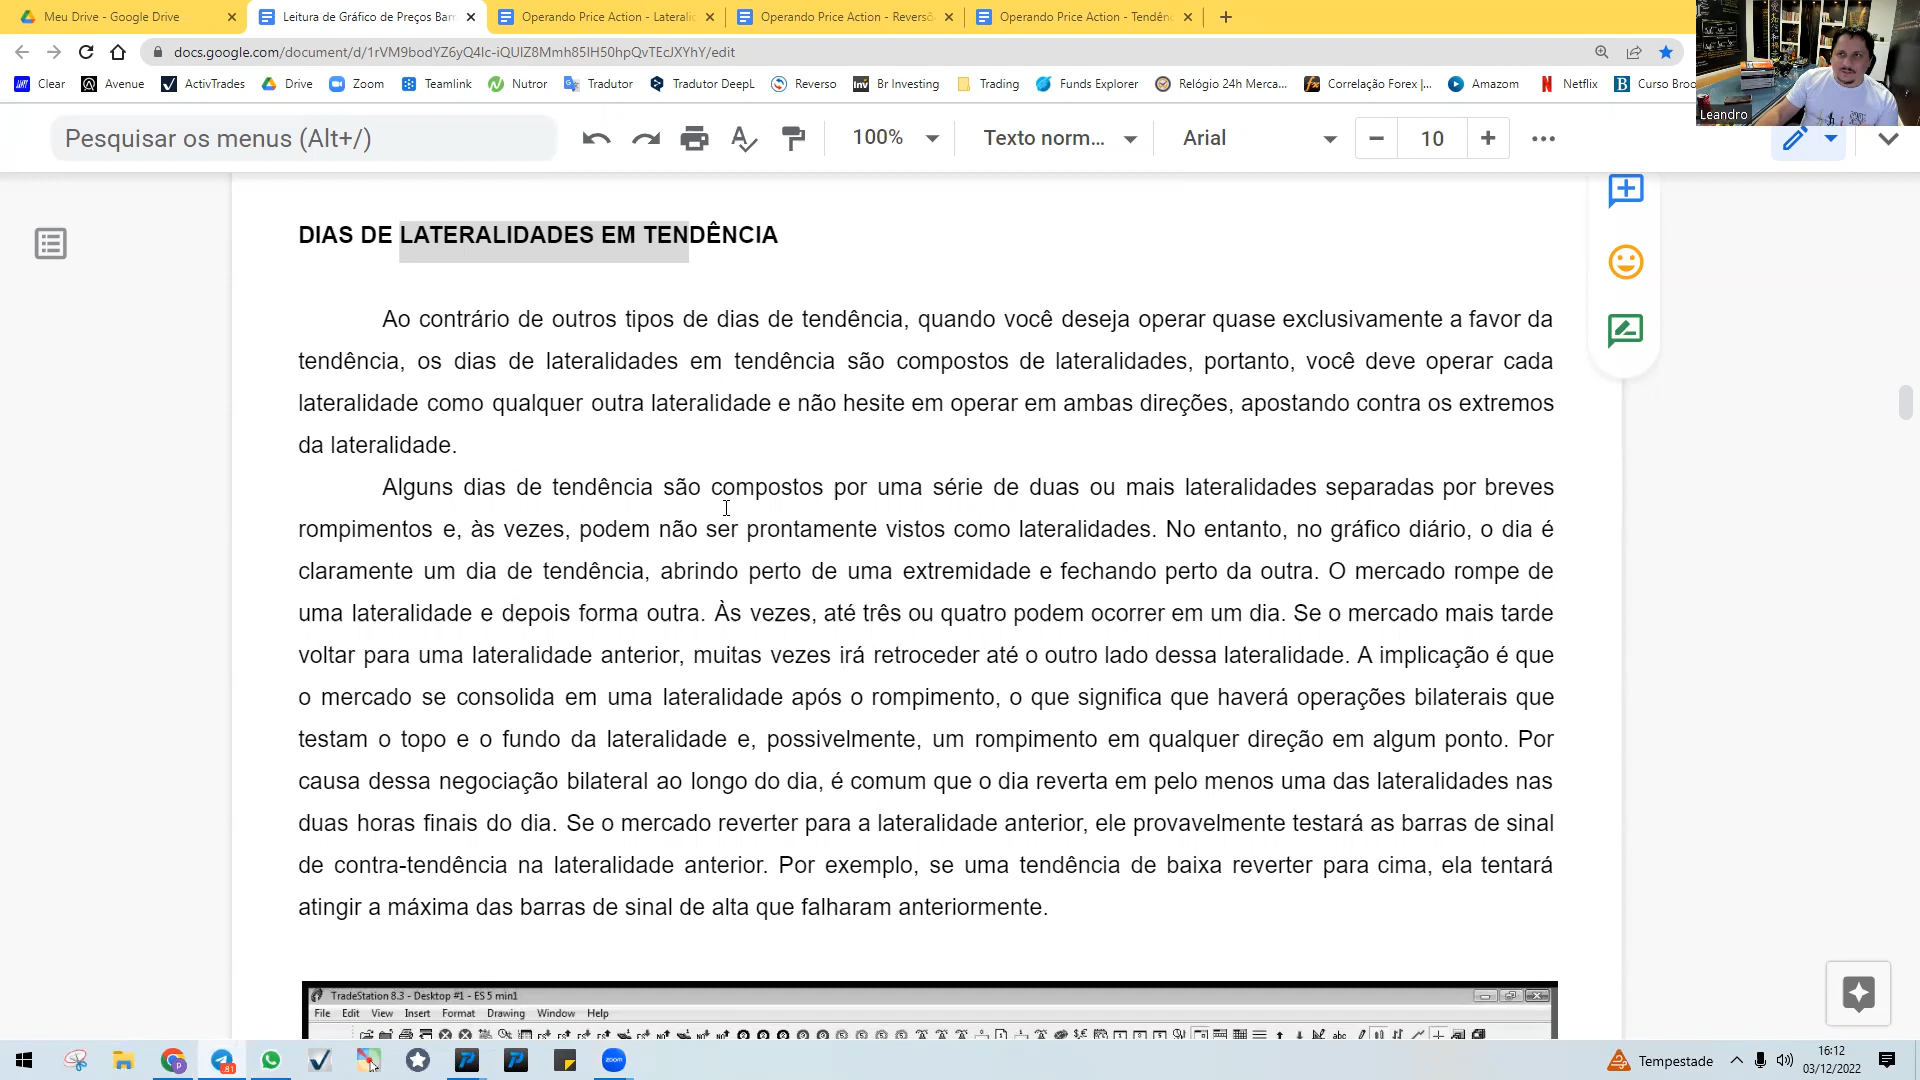 Meu Drive - Google Drive
Leitura de Gráfico de Preços Barr
Operando Price Action - Lateralid
Operando Price Action - Reversõ
Operando Price Action - Tendênc
docs.google.com/document/d/1rVM9bodYZ6yQ4lc-iQUlZ8Mmh85lH50hpQvTEcJXYhY/edit
Clear
Avenue
ActivTrades
Drive
Zoom
Teamlink
Nutror
Tradutor
Tradutor DeepL
Reverso
Br Investing
Trading
Funds Explorer
Relógio 24h Merca...
Correlação Forex |...
Amazom
Netflix
Curso Broo
Leandro
Pesquisar os menus (Alt+/)
100%
Texto norm...
Arial
10
DIAS DE LATERALIDADES EM TENDÊNCIA
Ao contrário de outros tipos de dias de tendência, quando você deseja operar quase exclusivamente a favor da
tendência, os dias de lateralidades em tendência são compostos de lateralidades, portanto, você deve operar cada
lateralidade como qualquer outra lateralidade e não hesite em operar em ambas direções, apostando contra os extremos
da lateralidade.
Alguns dias de tendência são compostos por uma série de duas ou mais lateralidades separadas por breves
rompimentos e, às vezes, podem não ser prontamente vistos como lateralidades. No entanto, no gráfico diário, o dia é
claramente um dia de tendência, abrindo perto de uma extremidade e fechando perto da outra. O mercado rompe de
uma lateralidade e depois forma outra. Às vezes, até três ou quatro podem ocorrer em um dia. Se o mercado mais tarde
voltar para uma lateralidade anterior, muitas vezes irá retroceder até o outro lado dessa lateralidade. A implicação é que
o mercado se consolida em uma lateralidade após o rompimento, o que significa que haverá operações bilaterais que
testam o topo e o fundo da lateralidade e, possivelmente, um rompimento em qualquer direção em algum ponto. Por
causa dessa negociação bilateral ao longo do dia, é comum que o dia reverta em pelo menos uma das lateralidades nas
duas horas finais do dia. Se o mercado reverter para a lateralidade anterior, ele provavelmente testará as barras de sinal
de contra-tendência na lateralidade anterior. Por exemplo, se uma tendência de baixa reverter para cima, ela tentará
atingir a máxima das barras de sinal de alta que falharam anteriormente.
TradeStation 8.3 - Desktop #1 - ES 5 min1
File Edit View Insert Format Drawing Window Help
81
zoom
Tempestade
16:12
03/12/2022